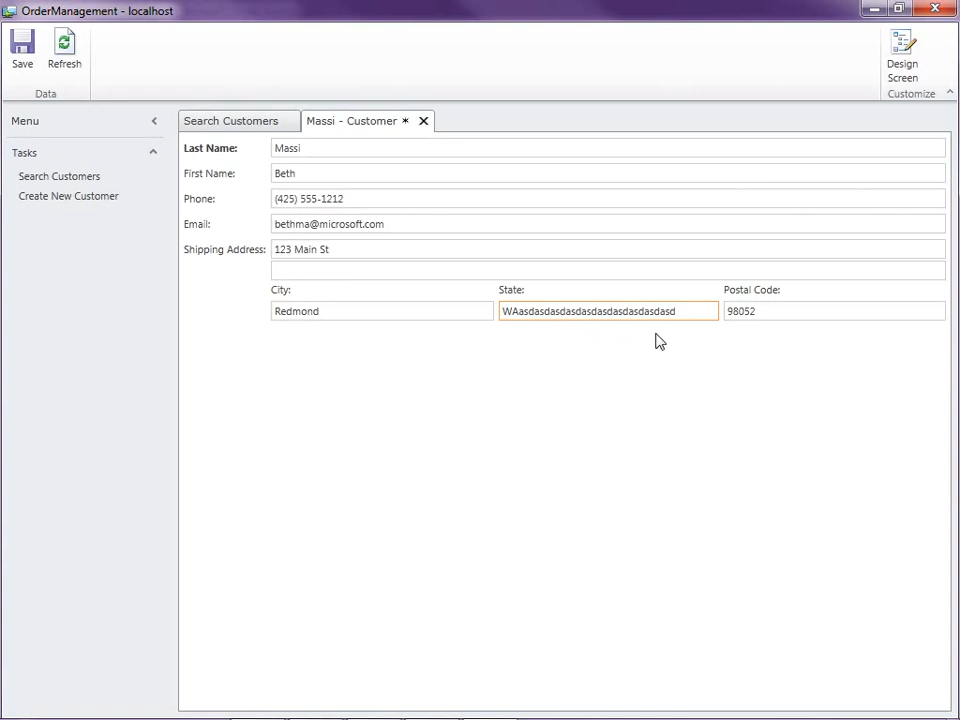 OrderManagement - localhost
Save
Refresh
Design
Screen
Data
Customize
Menu
Search Customers
Massi - Customer *
Tasks
Search Customers
Create New Customer
Last Name:
Massi
First Name:
Beth
Phone:
(425) 555-1212
Email:
bethma@microsoft.com
Shipping Address:
123 Main St
City:
State:
Postal Code:
Redmond
WAasdasdasdasdasdasdasdasdasdasd
98052